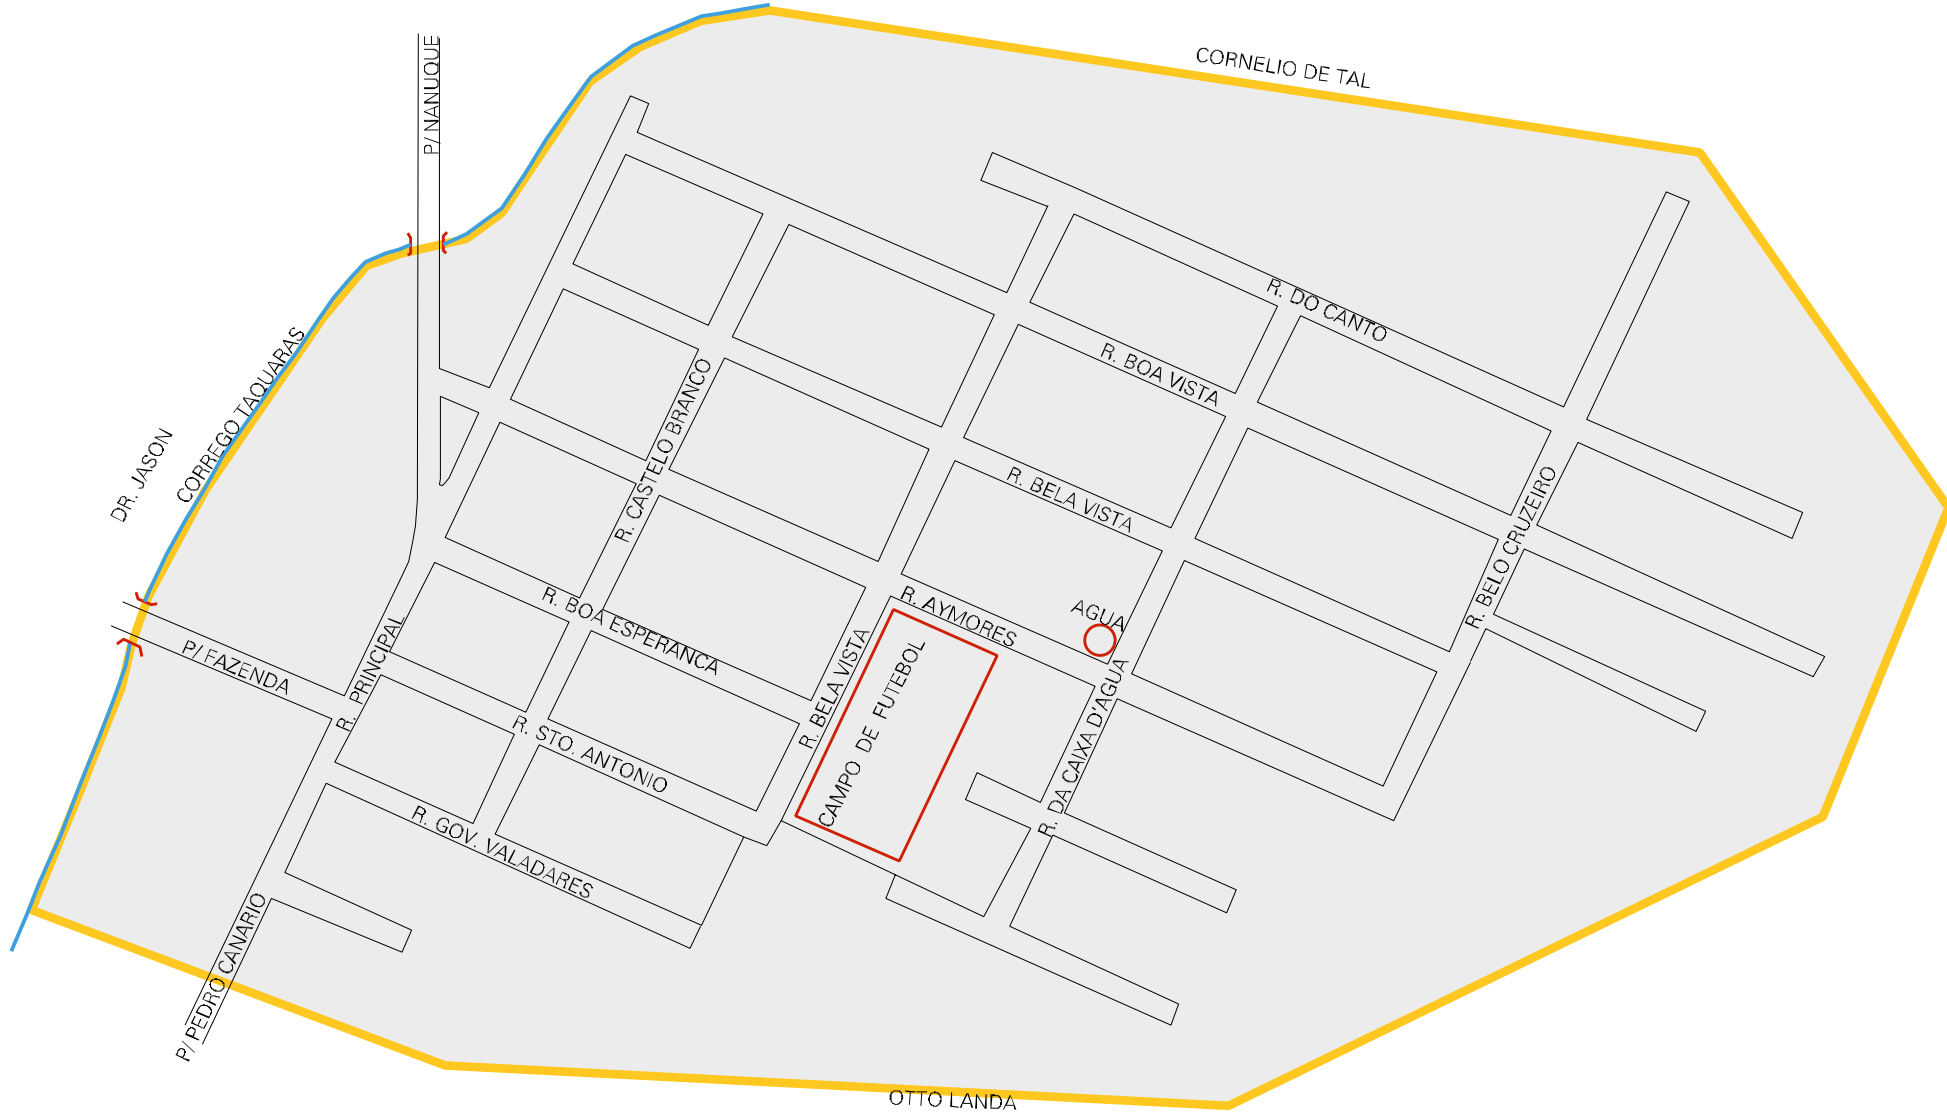 CORNELIO DE TAL
P/ NANUQUE
R. DO CANTO
R. BOA VISTA
CORREGO TAQUARAS
DR. JASON
R. CASTELO BRANCO
R. BELA VISTA
R. BELO CRUZEIRO
R. BOA ESPERANCA
R. AYMORES
AGUA
P/ FAZENDA
R. PRINCIPAL
R. BELA VISTA
CAMPO DE FUTEBOL
R. DA CAIXA D'AGUA
R. STO. ANTONIO
R. GOV. VALADARES
P/ PEDRO CANARIO
OTTO LANDA